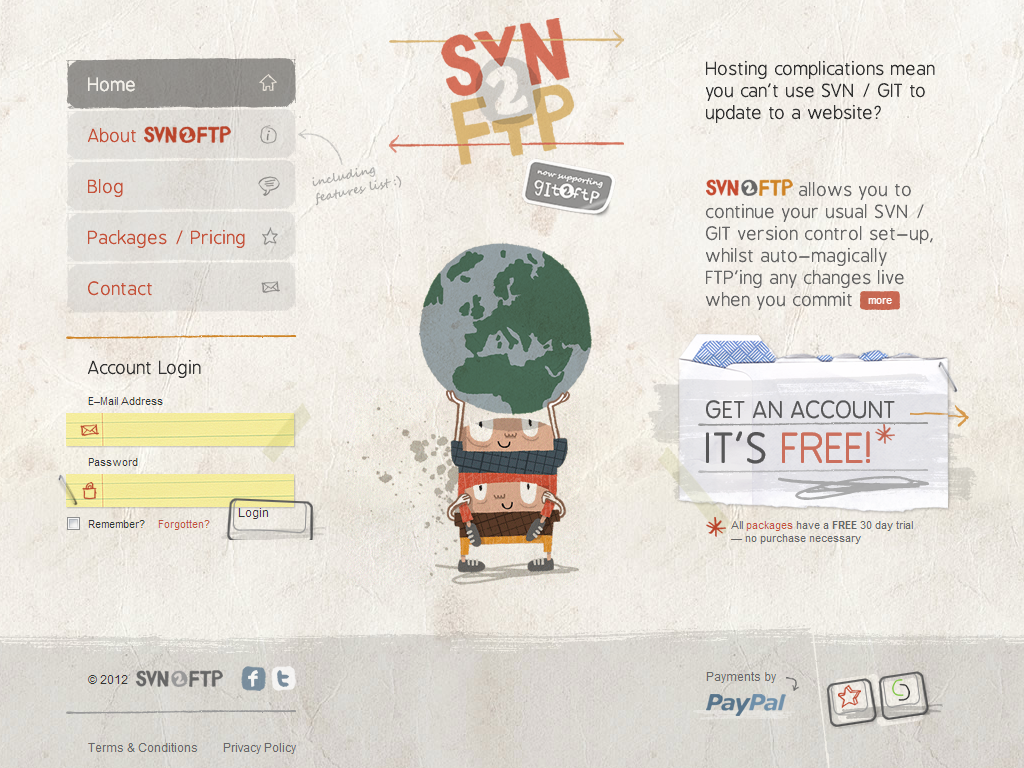 Home
About SVN2FTP
Blog
Packages / Pricing
Contact
including
features list :)
Account Login
E-Mail Address
Password
Remember?
Forgotten?
Login
SVN
2
FTP
now supporting
gIt2ftp
Hosting complications mean
you can't use SVN / GIT to
update to a website?
SVN2FTP allows you to
continue your usual SVN /
GIT version control set-up,
whilst auto-magically
FTP'ing any changes live
when you commit more
GET AN ACCOUNT
IT'S FREE!*
* All packages have a FREE 30 day trial
— no purchase necessary
© 2012 SVN2FTP f t
Terms & Conditions Privacy Policy
Payments by
PayPal